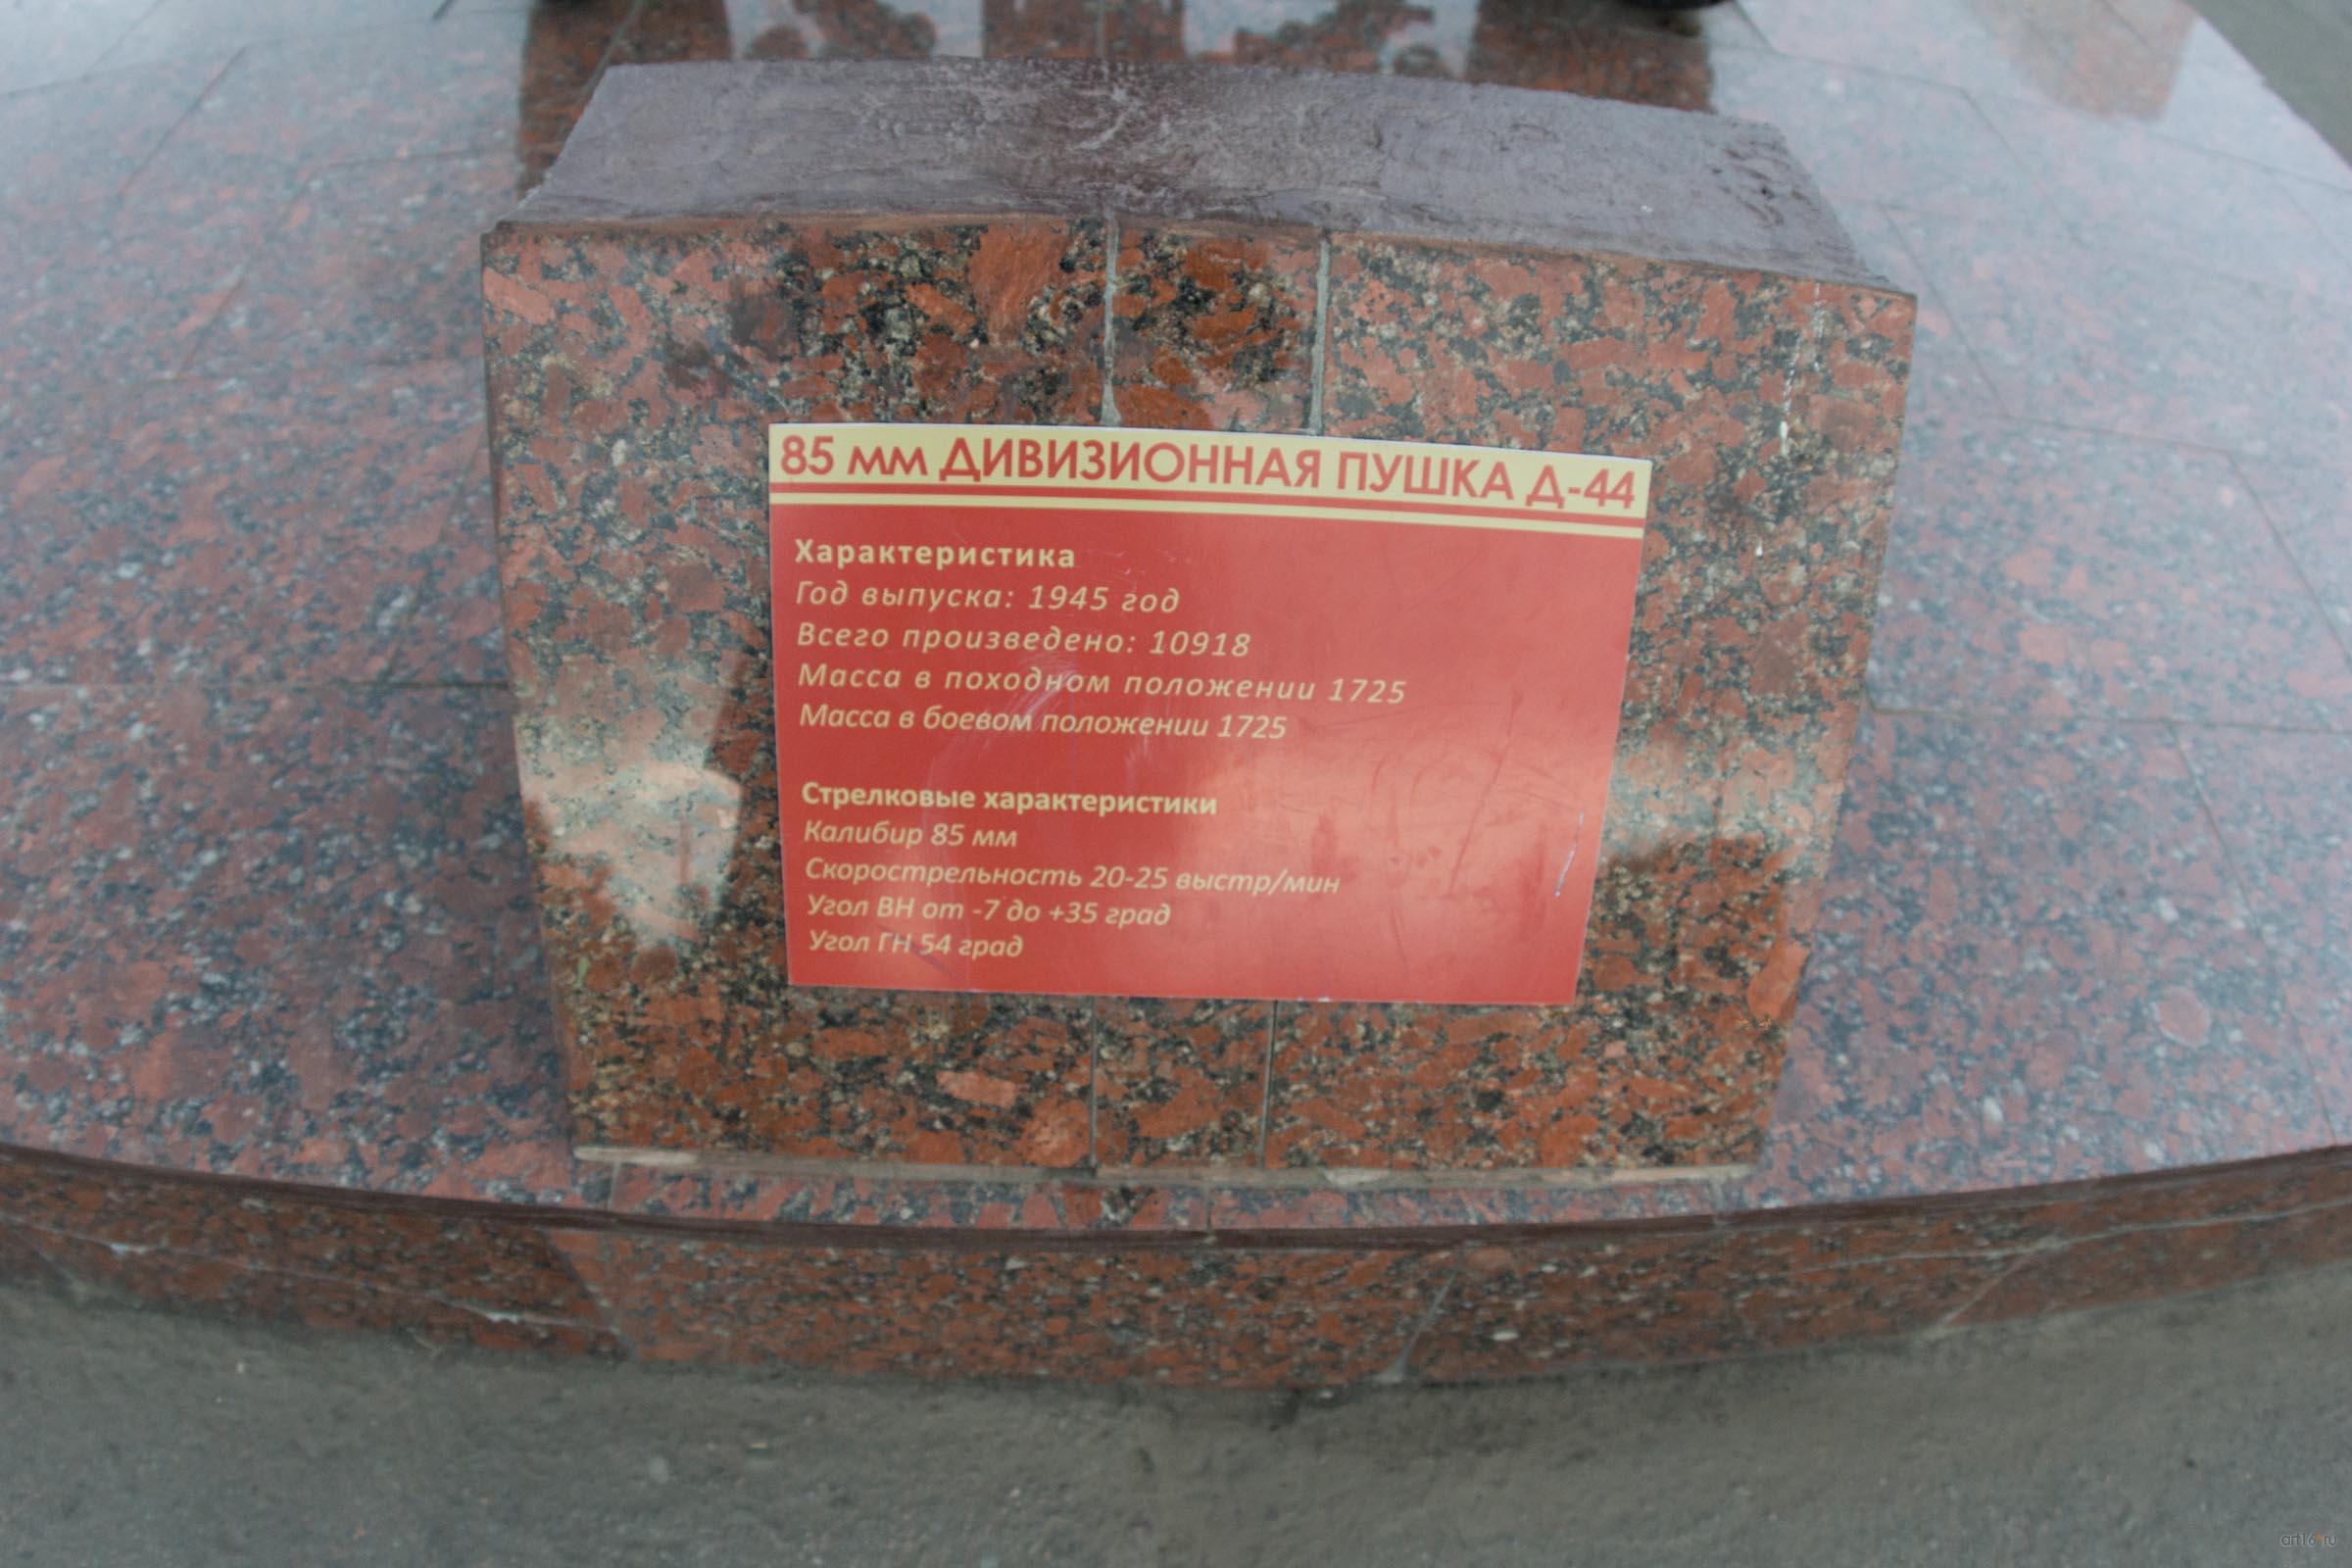 85 мм ДИВИЗИОННАЯ ПУШКА Д-44
Характеристика
Год выпуска: 1945 год
Всего произведено: 10918
Масса в походном положении 1725
Масса в боевом положении 1725
Стрелковые характеристики
Калибир 85 мм
Скорострельность 20-25 выстр/мин
Угол ВН от -7 до +35 град
Угол ГН 54 град
art16.ru